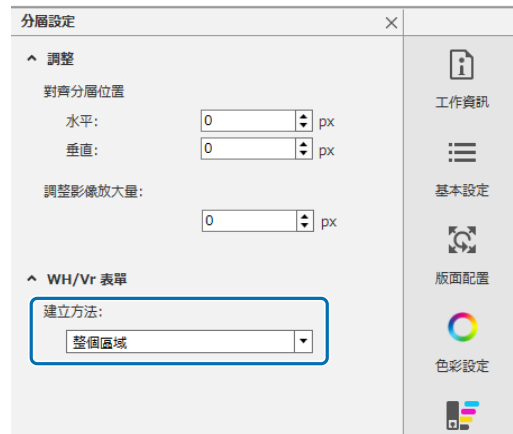 分層設定
調整
對齊分層位置
水平: 0 px
垂直: 0 px
調整影像放大量:
0 px
WH/Vr 表單
建立方法:
整個區域
工作資訊
基本設定
版面配置
色彩設定